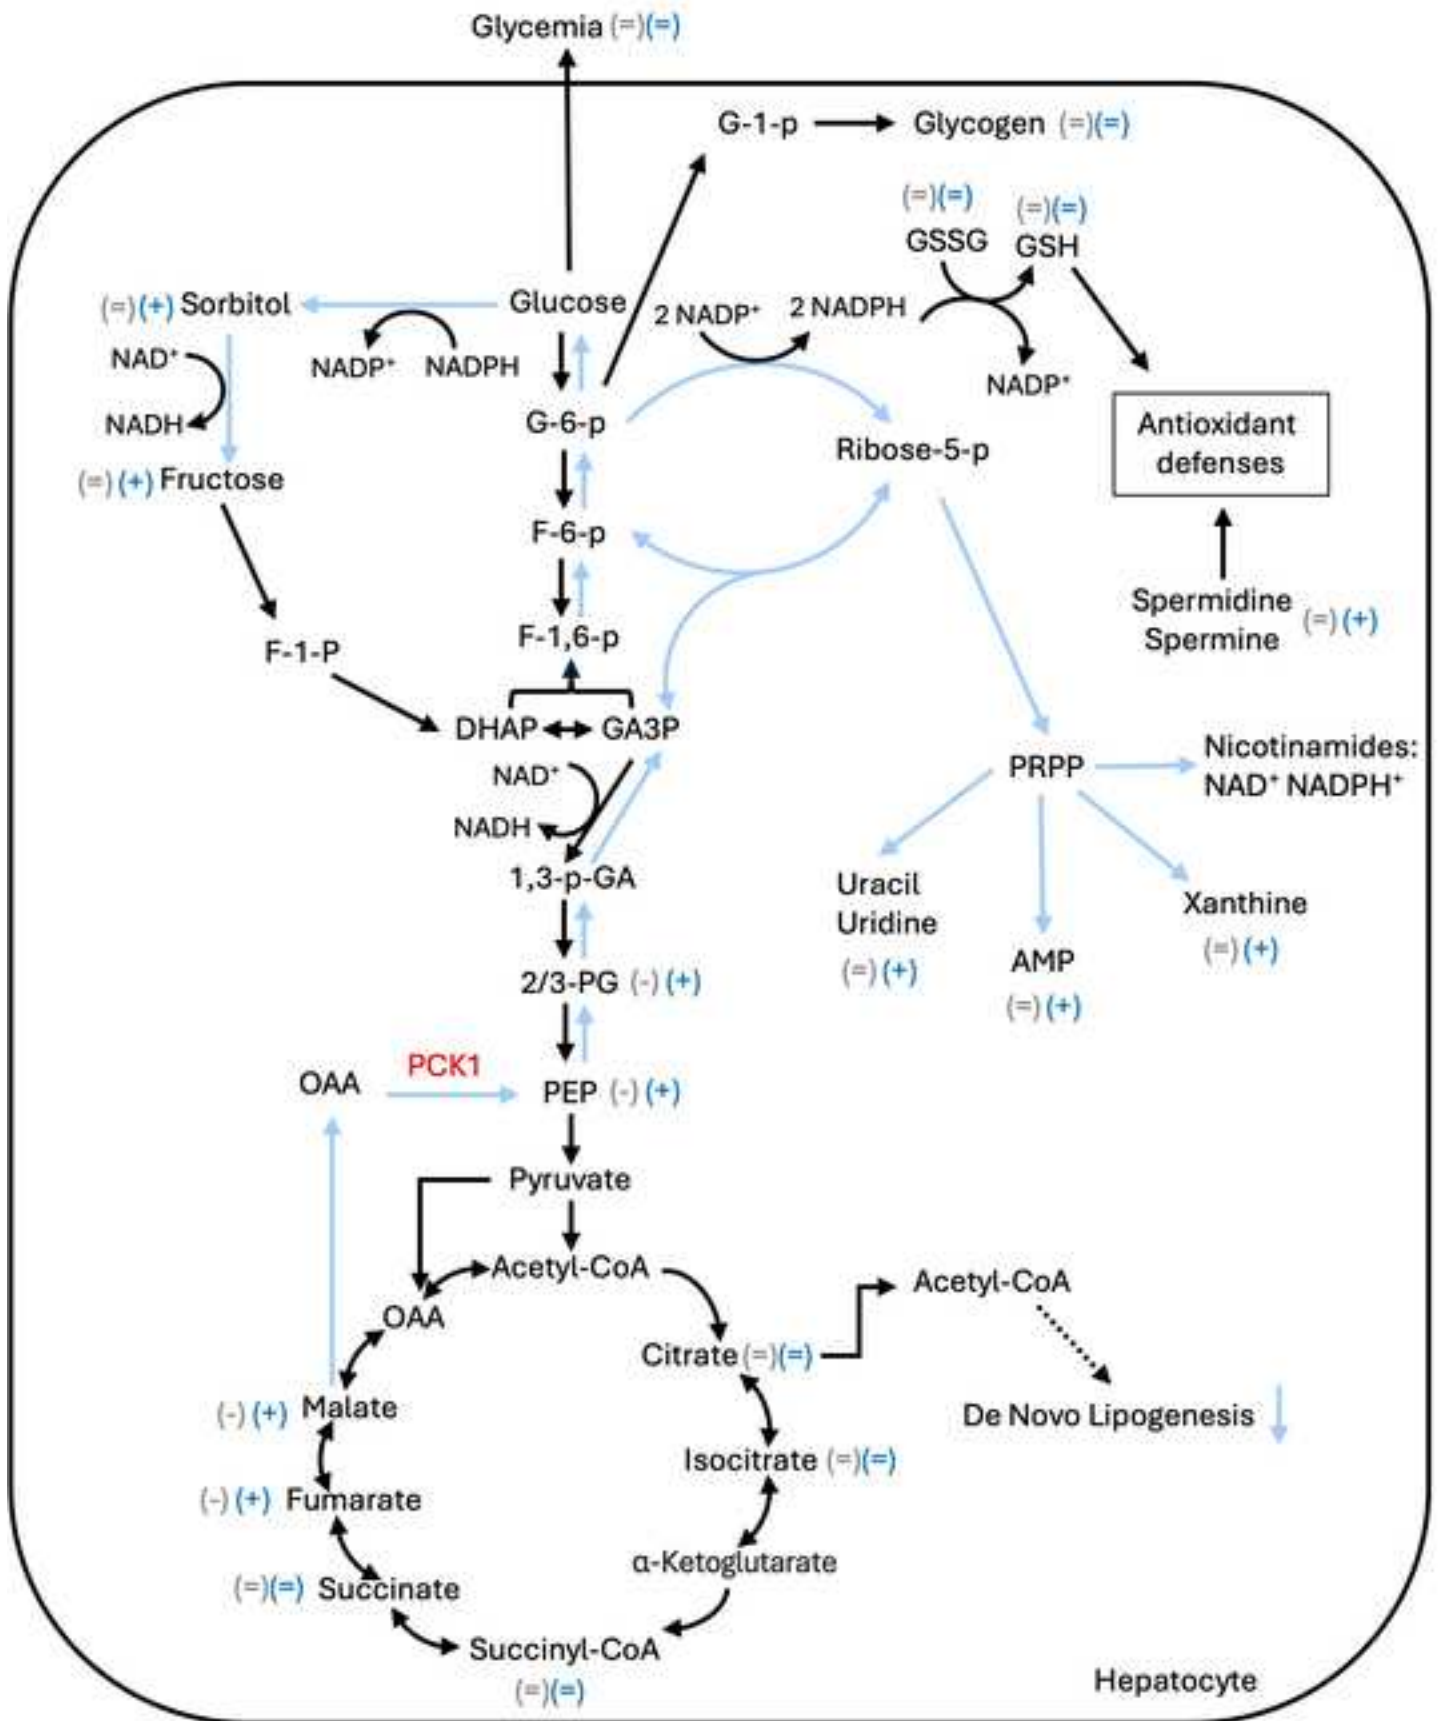 Glycemia (=)(=)
G-1-p
Glycogen (=)(=)
(=)(=)
(=)(=)
GSSG
GSH
(=)(+) Sorbitol
Glucose
2 NADP⁺
2 NADPH
NAD⁺
NADP⁺
NADPH
NADP⁺
NADH
G-6-p
Antioxidant
defenses
Ribose-5-p
(=)(+) Fructose
F-6-p
Spermidine
Spermine
(=)(+)
F-1-P
F-1,6-p
DHAP
GA3P
NAD⁺
NADH
PRPP
Nicotinamides:
NAD⁺ NADPH⁺
1,3-p-GA
Uracil
Uridine
(=)(+)
Xanthine
(=)(+)
AMP
(=)(+)
2/3-PG (-)(+)
OAA
PCK1
PEP (-)(+)
Pyruvate
Acetyl-CoA
Acetyl-CoA
OAA
Citrate (=)(=)
(-)(+) Malate
De Novo Lipogenesis
Isocitrate (=)(=)
(-)(+) Fumarate
α-Ketoglutarate
(=)(=) Succinate
Succinyl-CoA
(=)(=)
Hepatocyte